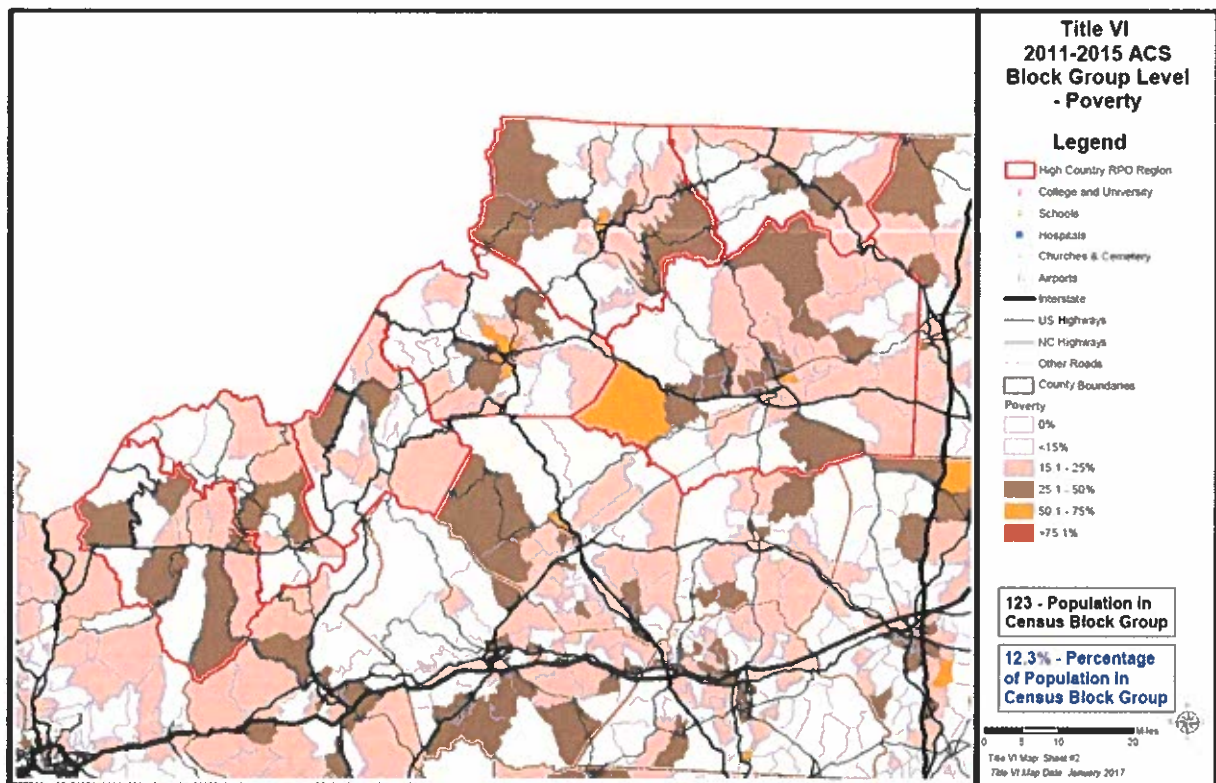 Title VI
2011-2015 ACS
Block Group Level
- Poverty
Legend
High Country RPO Region
College and University
Schools
Hospitals
Churches & Cemetery
Airports
Interstate
US Highways
NC Highways
Other Roads
County Boundaries
Poverty
0%
<15%
15.1 - 25%
25.1 - 50%
50.1 - 75%
>75.1%
123 - Population in
Census Block Group
12.3% - Percentage
of Population in
Census Block Group
Miles
0 5 10 20
Title VI Map Sheet #2
Title VI Map Date January 2017